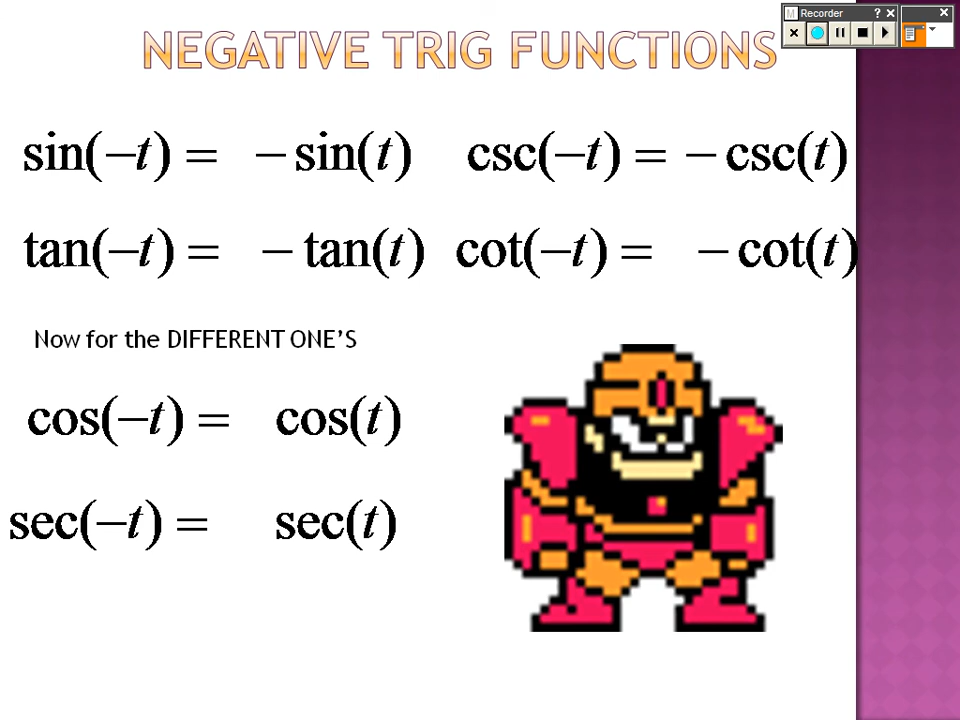 Recorder ? ×
NEGATIVE TRIG FUNCTIONS
sin(−t) = − sin(t) csc(−t) = − csc(t)
tan(−t) = − tan(t) cot(−t) = − cot(t)
Now for the DIFFERENT ONE'S
cos(−t) = cos(t)
sec(−t) = sec(t)